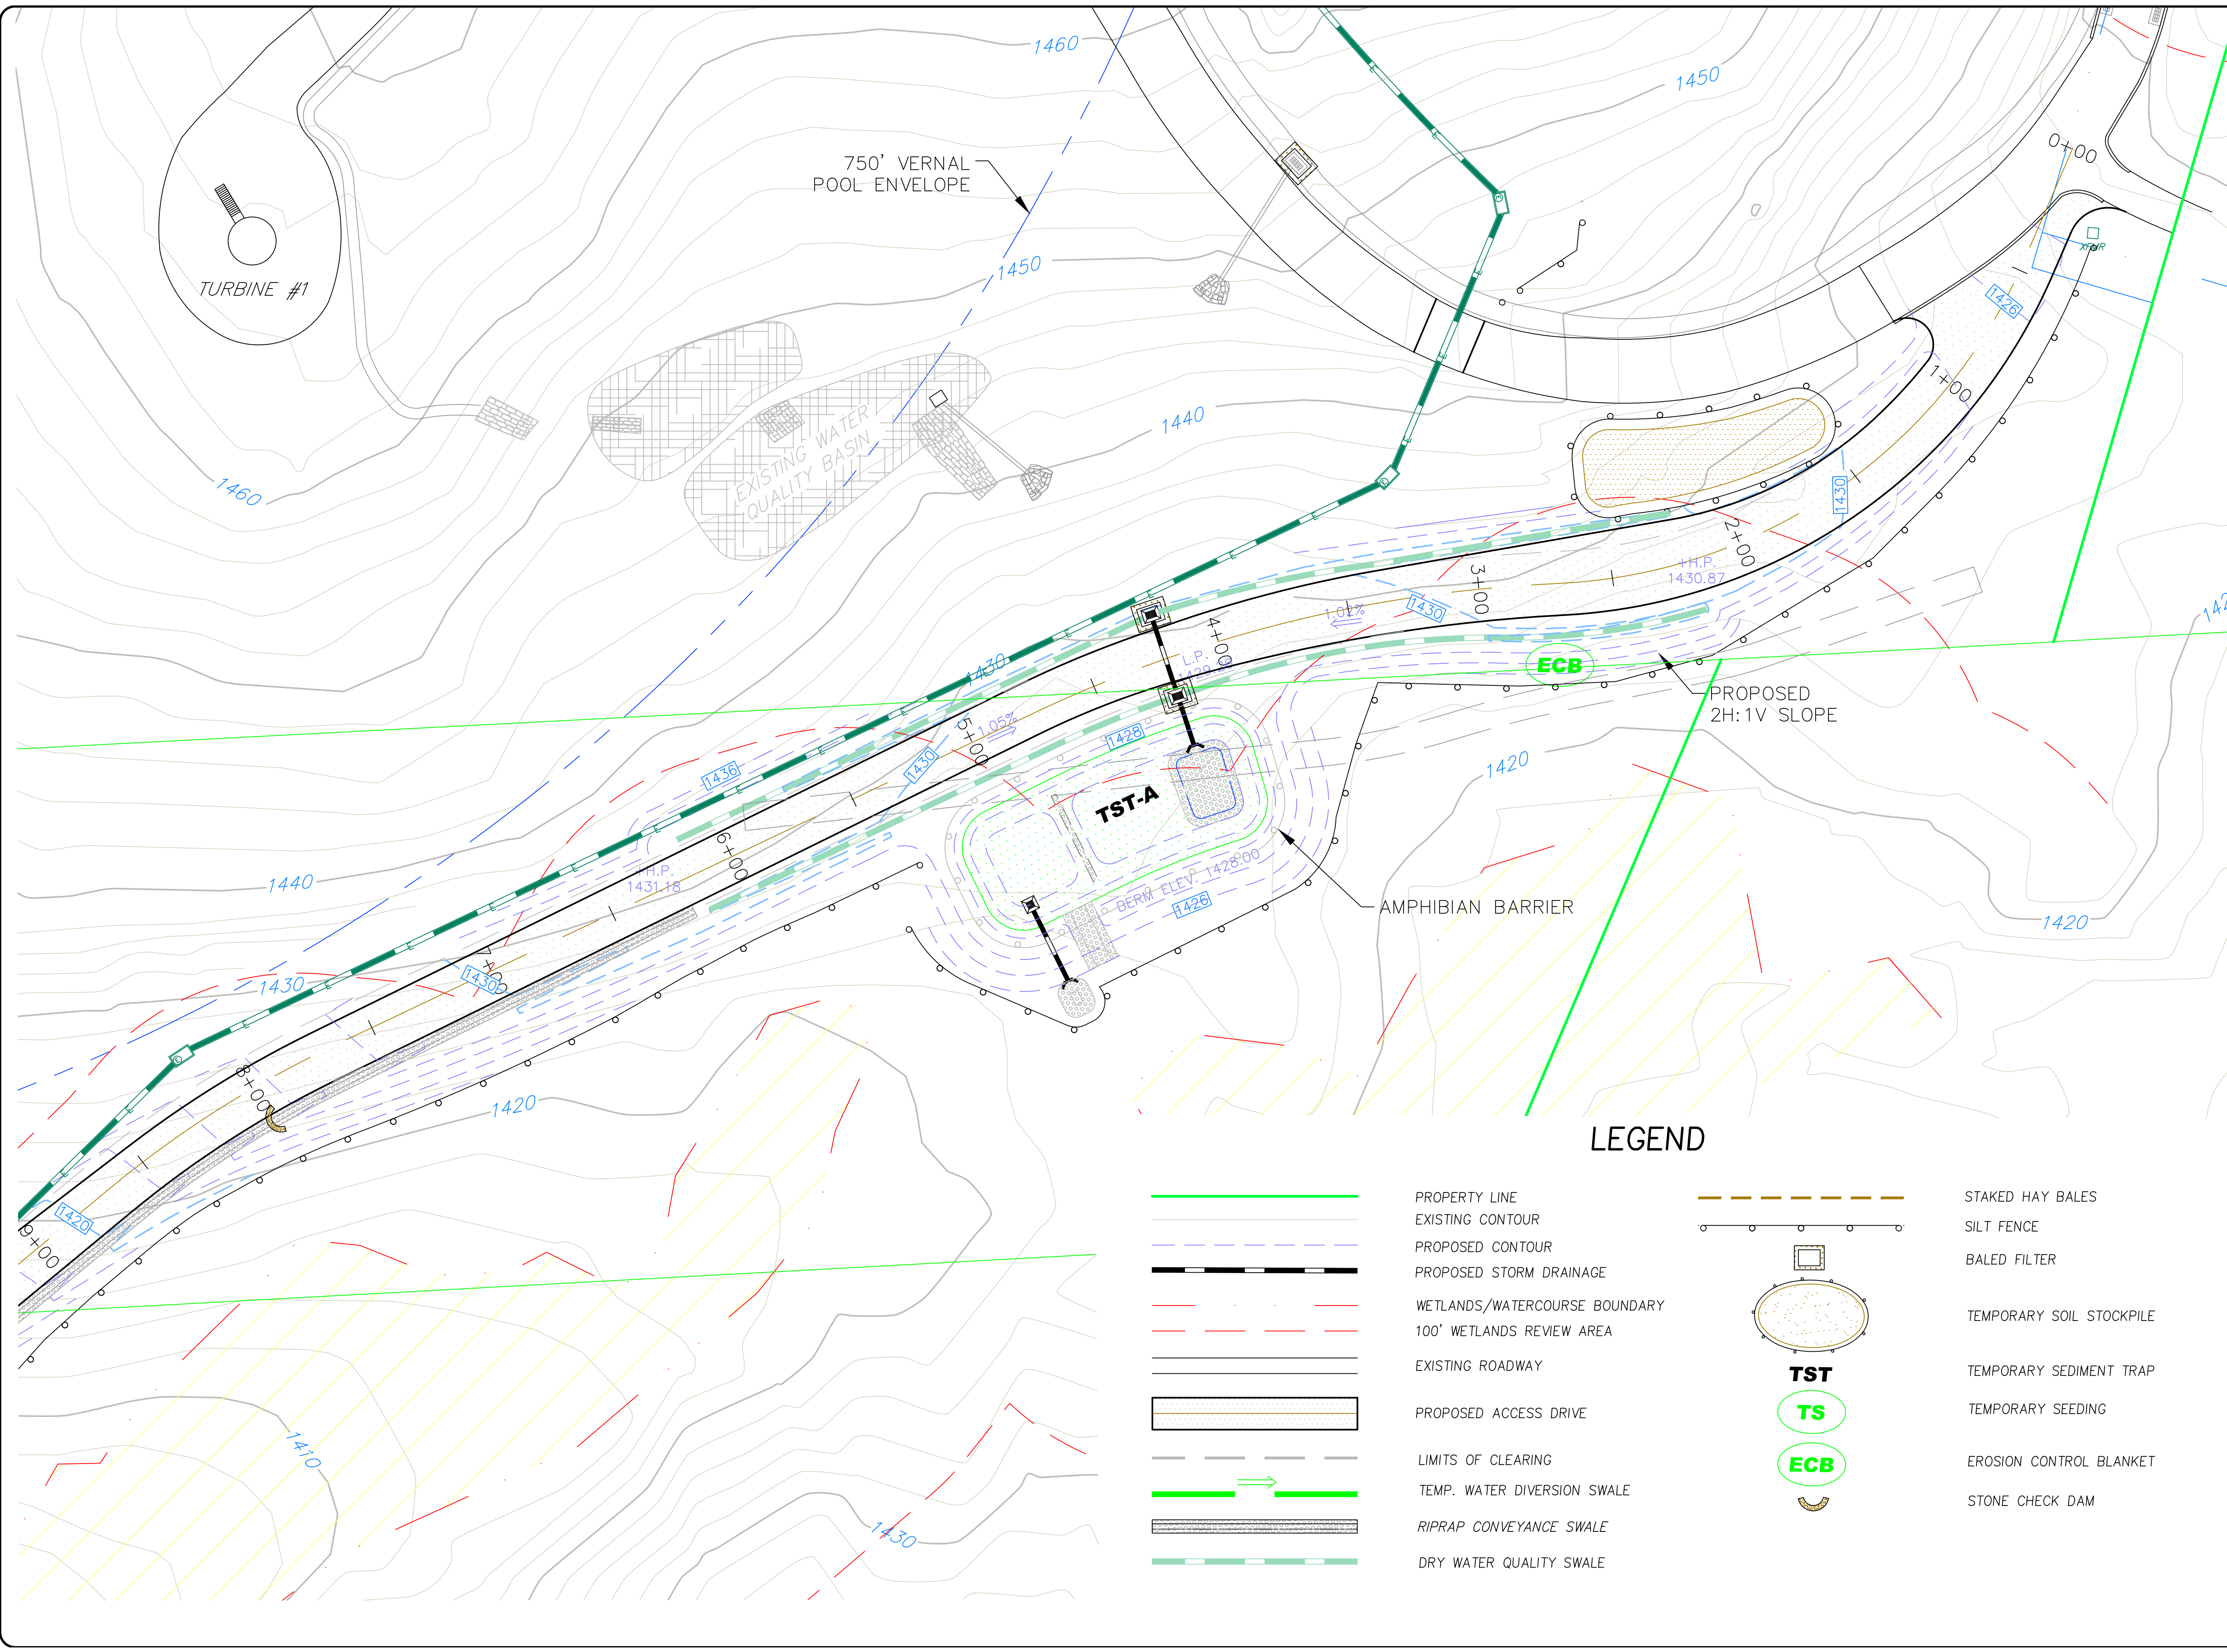 1460
1450
0+00
750' VERNAL
POOL ENVELOPE
XFMR
1450
TURBINE #1
1426
1+00
1440
EXISTING WATER
QUALITY BASIN
1460
1430
2+00
+H.P.
1430.87
3+00
1.02%
1430
4+00
L.P.
1430
ECB
PROPOSED
2H:1V SLOPE
5+00
1.05%
1428
1430
1436
1420
TST-A
6+00
+H.P.
1431.18
1440
BERM ELEV. 1428.00
1426
AMPHIBIAN BARRIER
1420
7+00
1430
1430
8+00
1420
1420
9+00
1410
1430
LEGEND
PROPERTY LINE
EXISTING CONTOUR
PROPOSED CONTOUR
PROPOSED STORM DRAINAGE
WETLANDS/WATERCOURSE BOUNDARY
100' WETLANDS REVIEW AREA
EXISTING ROADWAY
PROPOSED ACCESS DRIVE
LIMITS OF CLEARING
TEMP. WATER DIVERSION SWALE
RIPRAP CONVEYANCE SWALE
DRY WATER QUALITY SWALE
STAKED HAY BALES
SILT FENCE
BALED FILTER
TEMPORARY SOIL STOCKPILE
TST TEMPORARY SEDIMENT TRAP
TS TEMPORARY SEEDING
ECB EROSION CONTROL BLANKET
STONE CHECK DAM